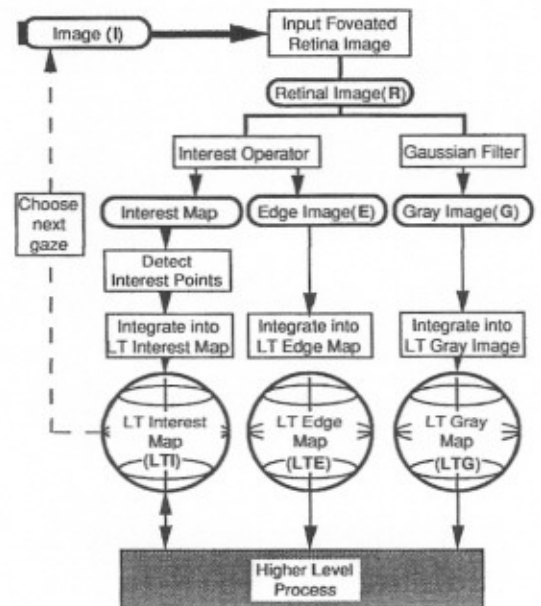 Image (I)
Input Foveated
Retina Image
Retinal Image(R)
Interest Operator
Gaussian Filter
Choose
next
gaze
Interest Map
Edge Image(E)
Gray Image(G)
Detect
Interest Points
Integrate into
LT Interest Map
Integrate into
LT Edge Map
Integrate into
LT Gray Image
LT Interest
Map
(LTI)
LT Edge
Map
(LTE)
LT Gray
Map
(LTG)
Higher Level
Process